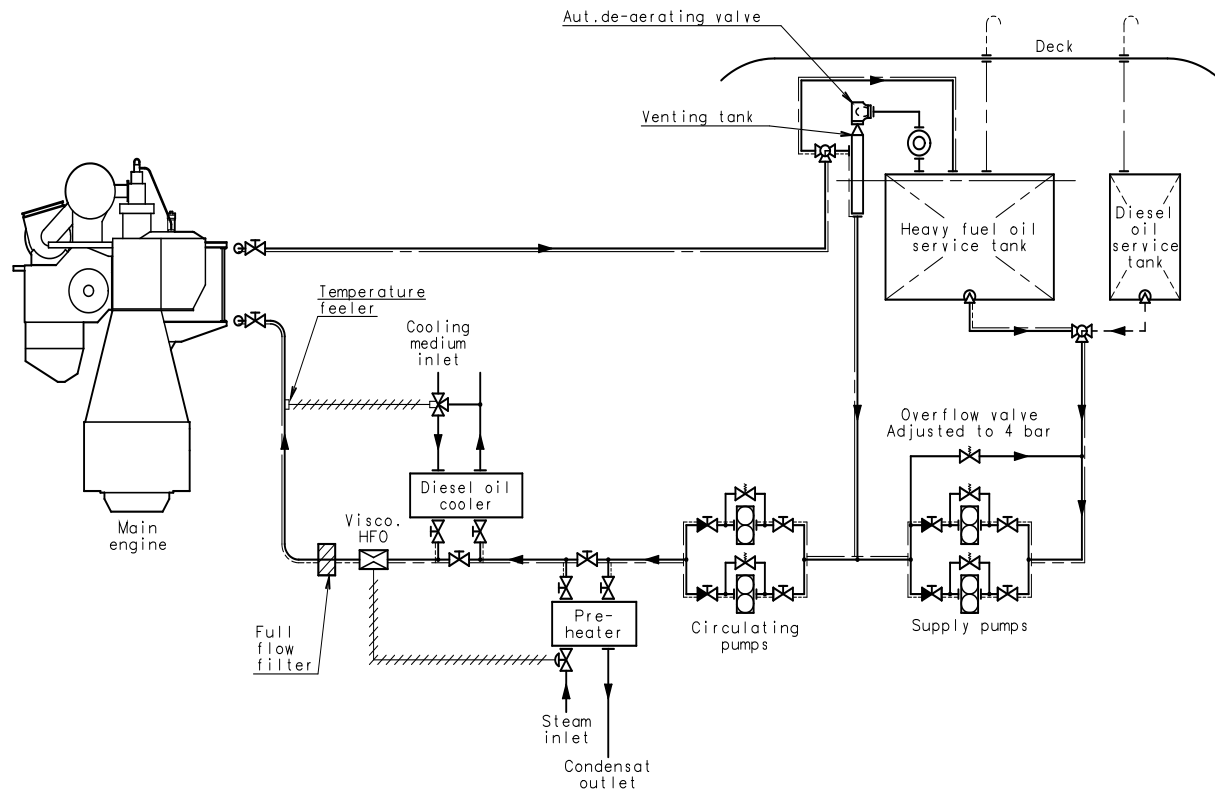 Aut.de-aerating valve
Deck
Venting tank
Heavy fuel oil
service tank
Diesel
oil
service
tank
Temperature
feeler
Cooling
medium
inlet
Overflow valve
Adjusted to 4 bar
Diesel oil
cooler
Visco.
HFO
Main
engine
Full
flow
filter
Pre-
heater
Circulating
pumps
Supply pumps
Steam
inlet
Condensat
outlet